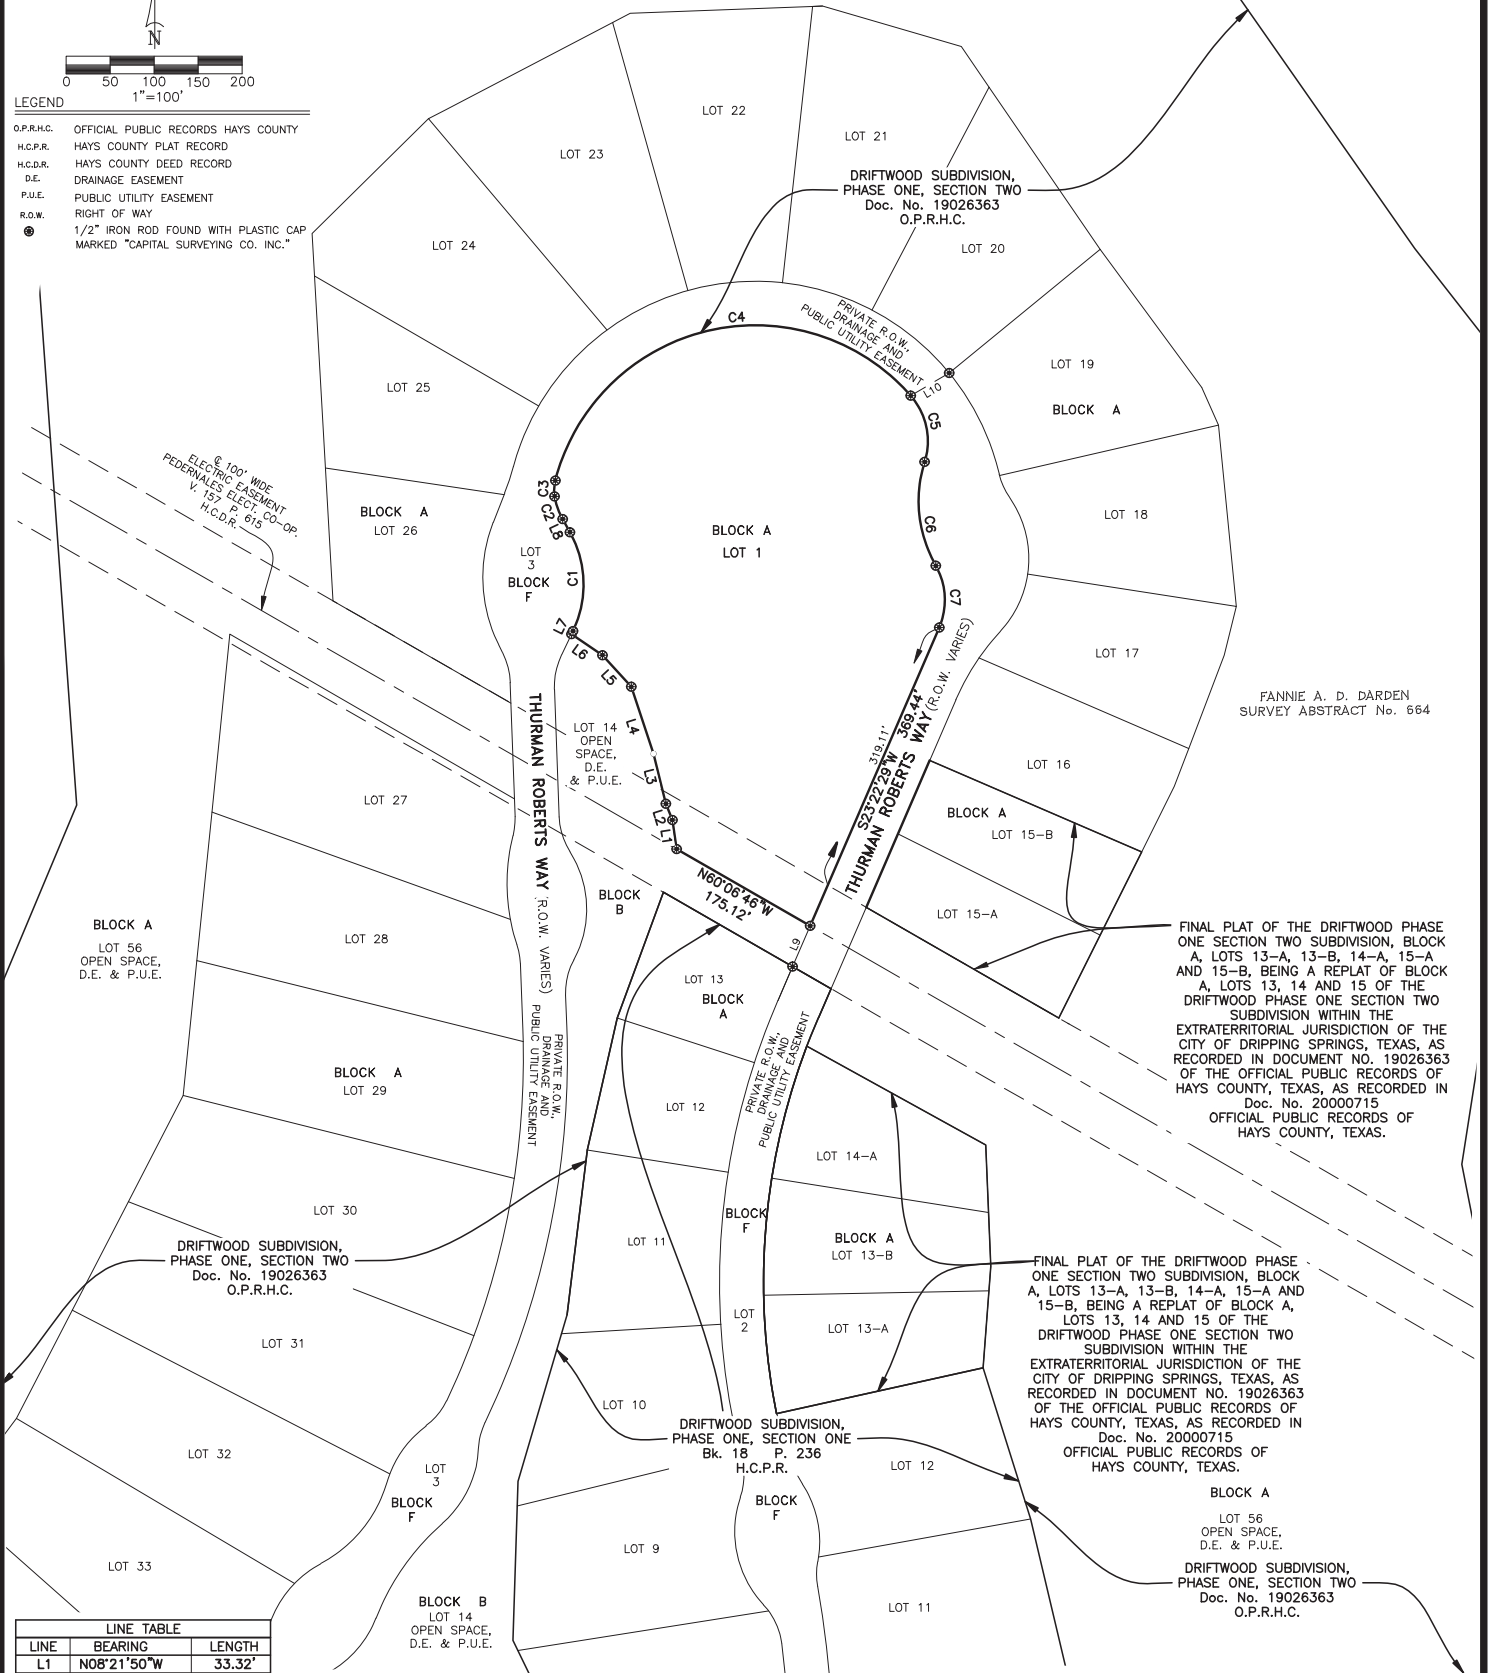 N
0 50 100 150 200
1"=100'
LEGEND
O.P.R.H.C. OFFICIAL PUBLIC RECORDS HAYS COUNTY
H.C.P.R. HAYS COUNTY PLAT RECORD
H.C.D.R. HAYS COUNTY DEED RECORD
D.E. DRAINAGE EASEMENT
P.U.E. PUBLIC UTILITY EASEMENT
R.O.W. RIGHT OF WAY
1/2" IRON ROD FOUND WITH PLASTIC CAP
MARKED "CAPITAL SURVEYING CO. INC."
LOT 22
LOT 21
LOT 23
DRIFTWOOD SUBDIVISION,
PHASE ONE, SECTION TWO
Doc. No. 19026363
O.P.R.H.C.
LOT 24
LOT 20
PRIVATE R.O.W.,
DRAINAGE AND
PUBLIC UTILITY EASEMENT
C4
L10
LOT 19
BLOCK A
LOT 25
C5
℄ 100' WIDE
ELECTRIC EASEMENT
PEDERNALES ELECT. CO-OP.
V. 157 P. 615
H.C.D.R.
BLOCK A
LOT 26
C3
C2
L8
C1
L7
L6
L5
L4
L3
L2
L1
LOT
3
BLOCK
F
BLOCK A
LOT 1
C6
C7
LOT 18
LOT 17
FANNIE A. D. DARDEN
SURVEY ABSTRACT No. 664
LOT 14
OPEN
SPACE,
D.E.
& P.U.E.
319.11'
S23°22'29"W 369.44'
THURMAN ROBERTS WAY (R.O.W. VARIES)
LOT 16
BLOCK A
LOT 15-B
LOT 15-A
LOT 27
THURMAN ROBERTS WAY (R.O.W. VARIES)
N60°06'46"W
175.12'
BLOCK
B
L9
BLOCK A
LOT 56
OPEN SPACE,
D.E. & P.U.E.
LOT 28
LOT 13
BLOCK
A
FINAL PLAT OF THE DRIFTWOOD PHASE
ONE SECTION TWO SUBDIVISION, BLOCK
A, LOTS 13-A, 13-B, 14-A, 15-A
AND 15-B, BEING A REPLAT OF BLOCK
A, LOTS 13, 14 AND 15 OF THE
DRIFTWOOD PHASE ONE SECTION TWO
SUBDIVISION WITHIN THE
EXTRATERRITORIAL JURISDICTION OF THE
CITY OF DRIPPING SPRINGS, TEXAS, AS
RECORDED IN DOCUMENT NO. 19026363
OF THE OFFICIAL PUBLIC RECORDS OF
HAYS COUNTY, TEXAS, AS RECORDED IN
Doc. No. 20000715
OFFICIAL PUBLIC RECORDS OF
HAYS COUNTY, TEXAS.
PRIVATE R.O.W.,
DRAINAGE AND
PUBLIC UTILITY EASEMENT
PRIVATE R.O.W.,
DRAINAGE AND
PUBLIC UTILITY EASEMENT
BLOCK A
LOT 29
LOT 12
LOT 14-A
LOT 30
BLOCK
F
LOT 11
BLOCK A
LOT 13-B
DRIFTWOOD SUBDIVISION,
PHASE ONE, SECTION TWO
Doc. No. 19026363
O.P.R.H.C.
FINAL PLAT OF THE DRIFTWOOD PHASE
ONE SECTION TWO SUBDIVISION, BLOCK
A, LOTS 13-A, 13-B, 14-A, 15-A AND
15-B, BEING A REPLAT OF BLOCK A,
LOTS 13, 14 AND 15 OF THE
DRIFTWOOD PHASE ONE SECTION TWO
SUBDIVISION WITHIN THE
EXTRATERRITORIAL JURISDICTION OF THE
CITY OF DRIPPING SPRINGS, TEXAS, AS
RECORDED IN DOCUMENT NO. 19026363
OF THE OFFICIAL PUBLIC RECORDS OF
HAYS COUNTY, TEXAS, AS RECORDED IN
Doc. No. 20000715
OFFICIAL PUBLIC RECORDS OF
HAYS COUNTY, TEXAS.
LOT
2
LOT 13-A
LOT 31
LOT 10
DRIFTWOOD SUBDIVISION,
PHASE ONE, SECTION ONE
Bk. 18 P. 236
H.C.P.R.
LOT 32
LOT
3
BLOCK
F
LOT 12
BLOCK
F
BLOCK A
LOT 56
OPEN SPACE,
D.E. & P.U.E.
LOT 9
LOT 33
DRIFTWOOD SUBDIVISION,
PHASE ONE, SECTION TWO
Doc. No. 19026363
O.P.R.H.C.
BLOCK B
LOT 14
OPEN SPACE,
D.E. & P.U.E.
LOT 11
LINE TABLE
LINE BEARING LENGTH
L1 N08°21'50"W 33.32'